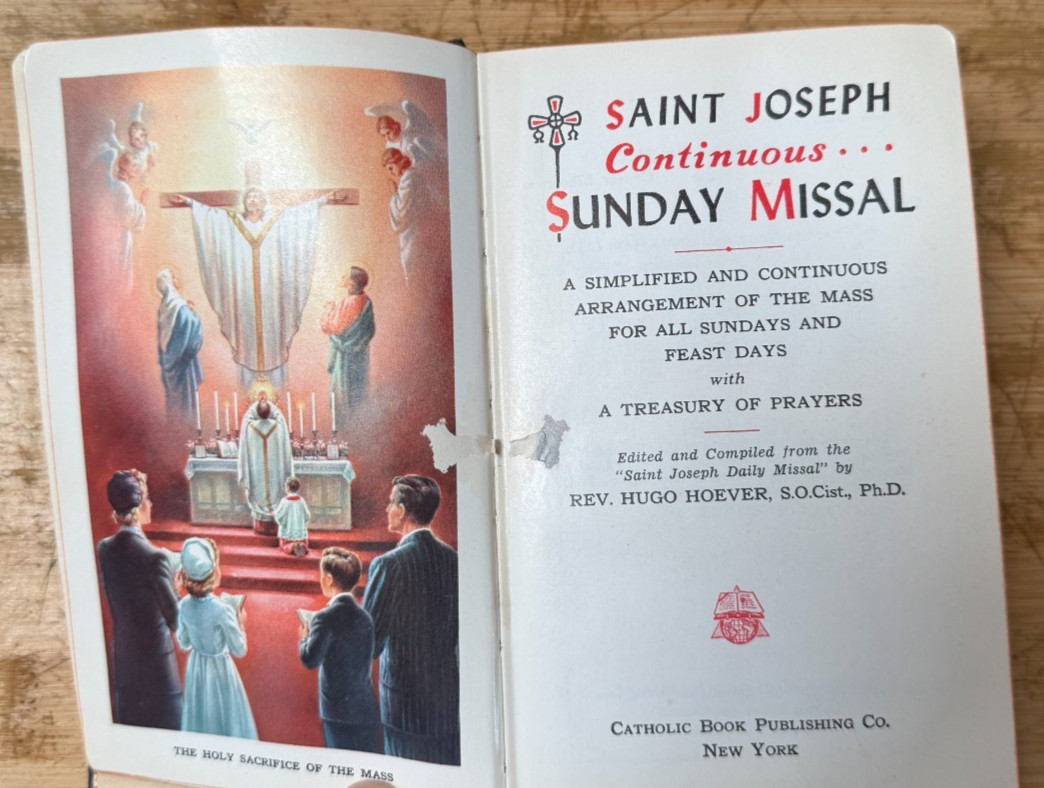 THE HOLY SACRIFICE OF THE MASS
SAINT JOSEPH
Continuous...
SUNDAY MISSAL
A SIMPLIFIED AND CONTINUOUS
ARRANGEMENT OF THE MASS
FOR ALL SUNDAYS AND
FEAST DAYS
with
A TREASURY OF PRAYERS
Edited and Compiled from the
"Saint Joseph Daily Missal" by
REV. HUGO HOEVER, S.O.Cist., Ph.D.
CATHOLIC BOOK PUBLISHING CO.
NEW YORK